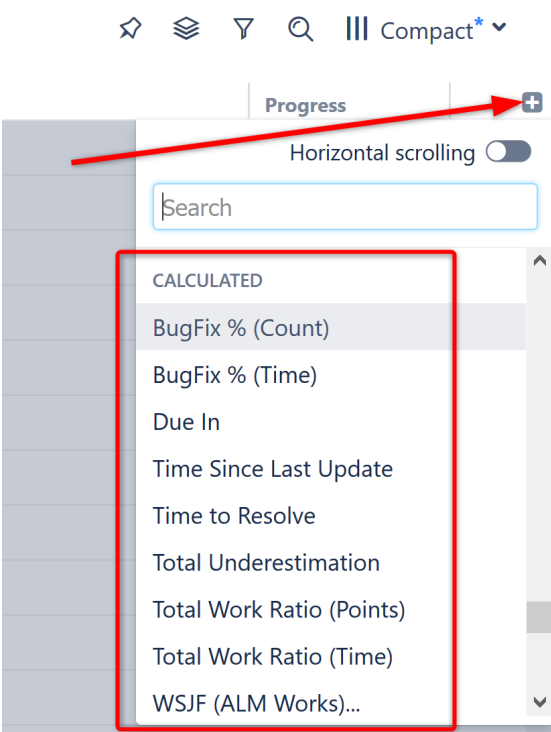 Compact*
Progress
Horizontal scrolling
Search
CALCULATED
BugFix % (Count)
BugFix % (Time)
Due In
Time Since Last Update
Time to Resolve
Total Underestimation
Total Work Ratio (Points)
Total Work Ratio (Time)
WSJF (ALM Works)...